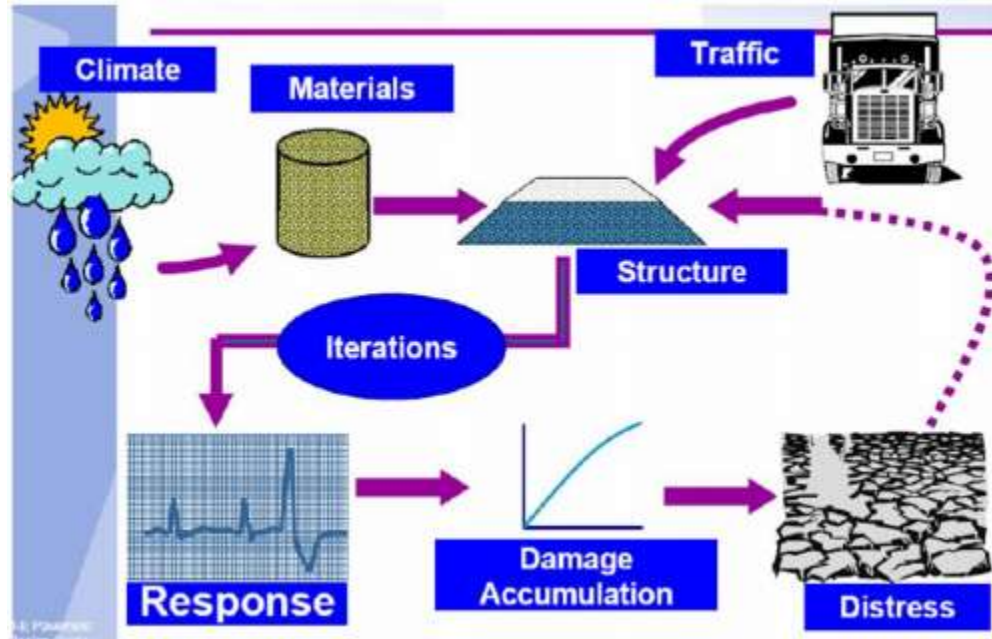 Climate
Traffic
Materials
Structure
Iterations
Response
Damage
Accumulation
Distress